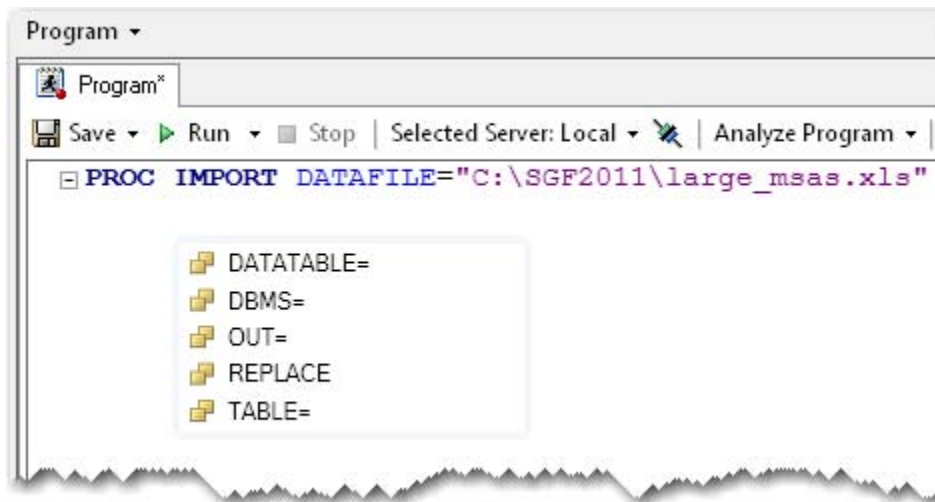 Program
Program*
Save Run Stop | Selected Server: Local | Analyze Program |
PROC IMPORT DATAFILE="C:\SGF2011\large_msas.xls"
DATATABLE=
DBMS=
OUT=
REPLACE
TABLE=